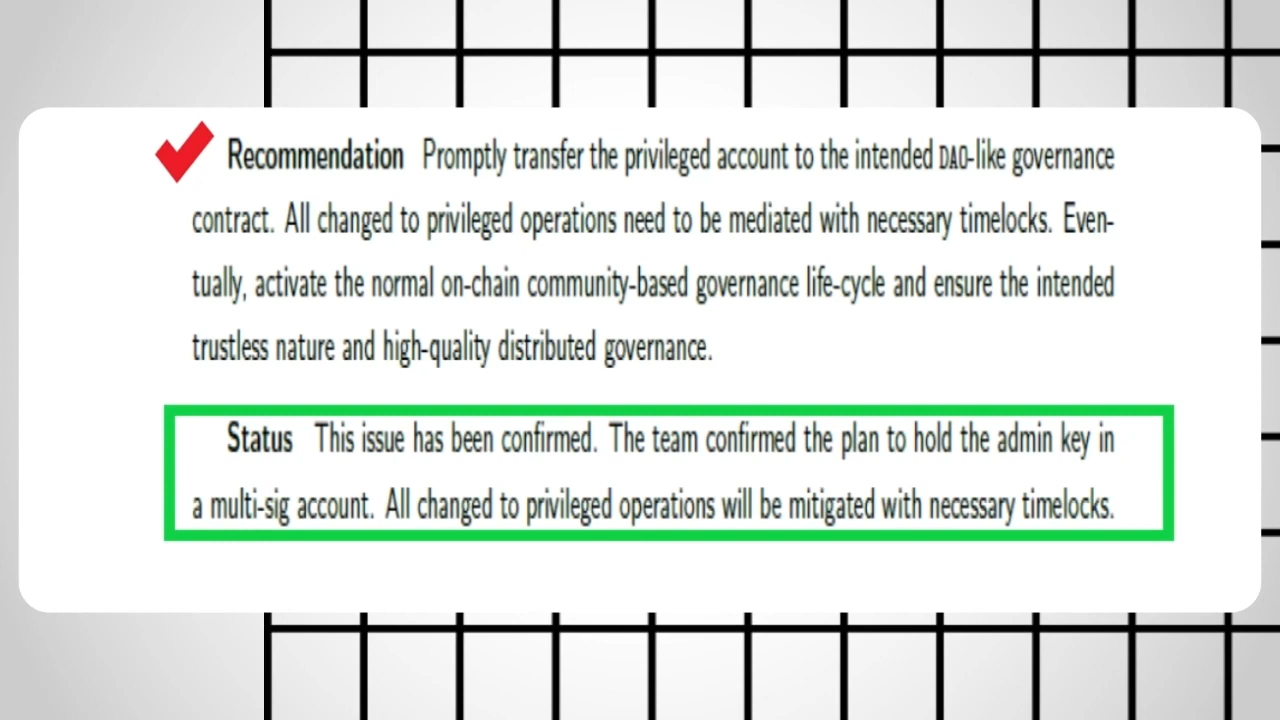 Recommendation Promptly transfer the privileged account to the intended DAO-like governance
contract. All changed to privileged operations need to be mediated with necessary timelocks. Even-
tually, activate the normal on-chain community-based governance life-cycle and ensure the intended
trustless nature and high-quality distributed governance.
Status This issue has been confirmed. The team confirmed the plan to hold the admin key in
a multi-sig account. All changed to privileged operations will be mitigated with necessary timelocks.